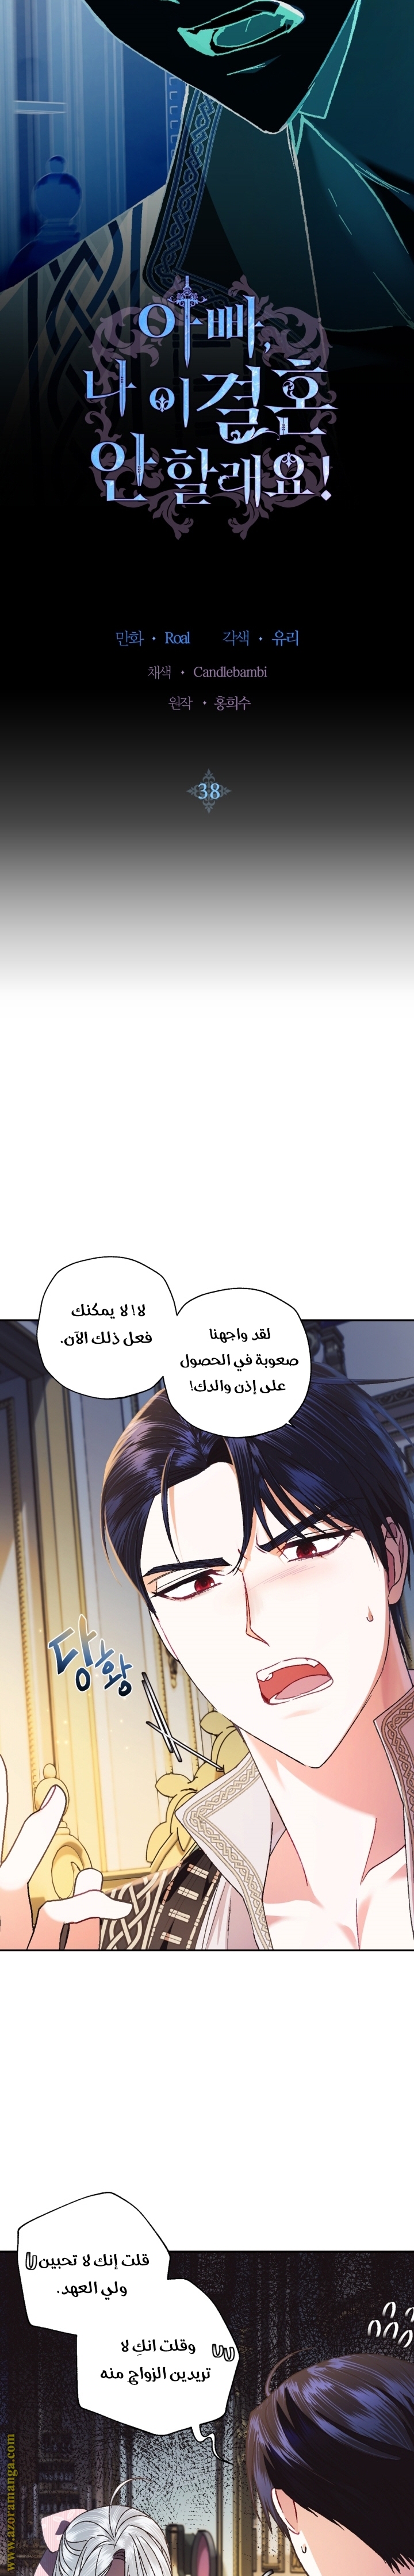 아빠,
나 이 결혼
안 할래요!
만화 • Roal 각색 • 유리
채색 • Candlebambi
원작 • 홍희수
38
لا! لا يمكنك
فعل ذلك الآن.
لقد واجهنا
صعوبة في الحصول
على إذن والدك!
당황
قلت إنك لا تحبين
ولي العهد.
وقلت انكِ لا
تريدين الزواج منه
www.azoramanga.com